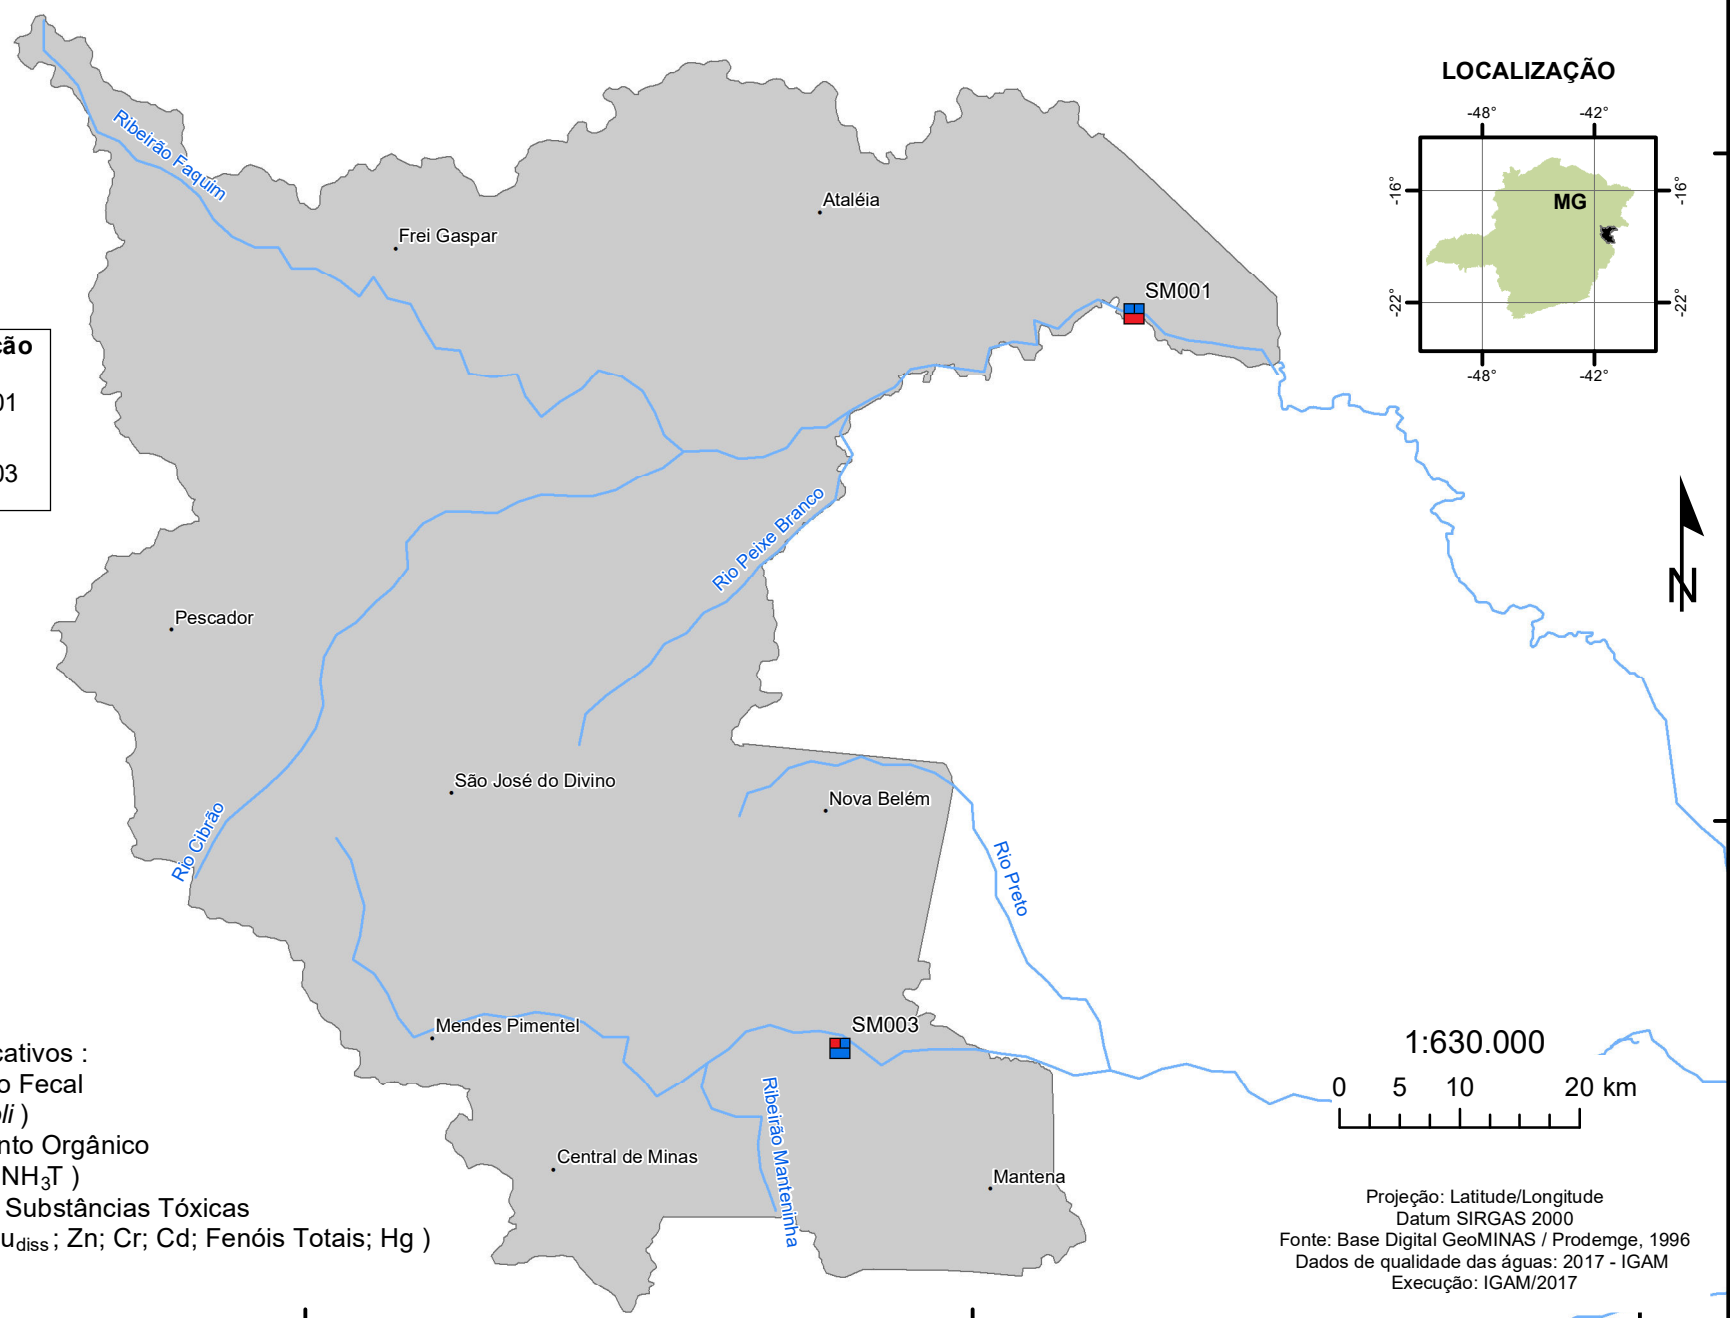 LOCALIZAÇÃO
-48°
-42°
-16°
-16°
MG
-22°
-22°
-48°
-42°
Ribeirão Faquim
Ataléia
Frei Gaspar
SM001
ção
01
03
Rio Peixe Branco
N
Pescador
São José do Divino
Nova Belém
Rio Cibrão
Rio Preto
Mendes Pimentel
SM003
1:630.000
0 5 10 20 km
cativos :
o Fecal
oli )
nto Orgânico
NH₃T )
Substâncias Tóxicas
u diss ; Zn; Cr; Cd; Fenóis Totais; Hg )
Ribeirão Manteninha
Central de Minas
Mantena
Projeção: Latitude/Longitude
Datum SIRGAS 2000
Fonte: Base Digital GeoMINAS / Prodemge, 1996
Dados de qualidade das águas: 2017 - IGAM
Execução: IGAM/2017